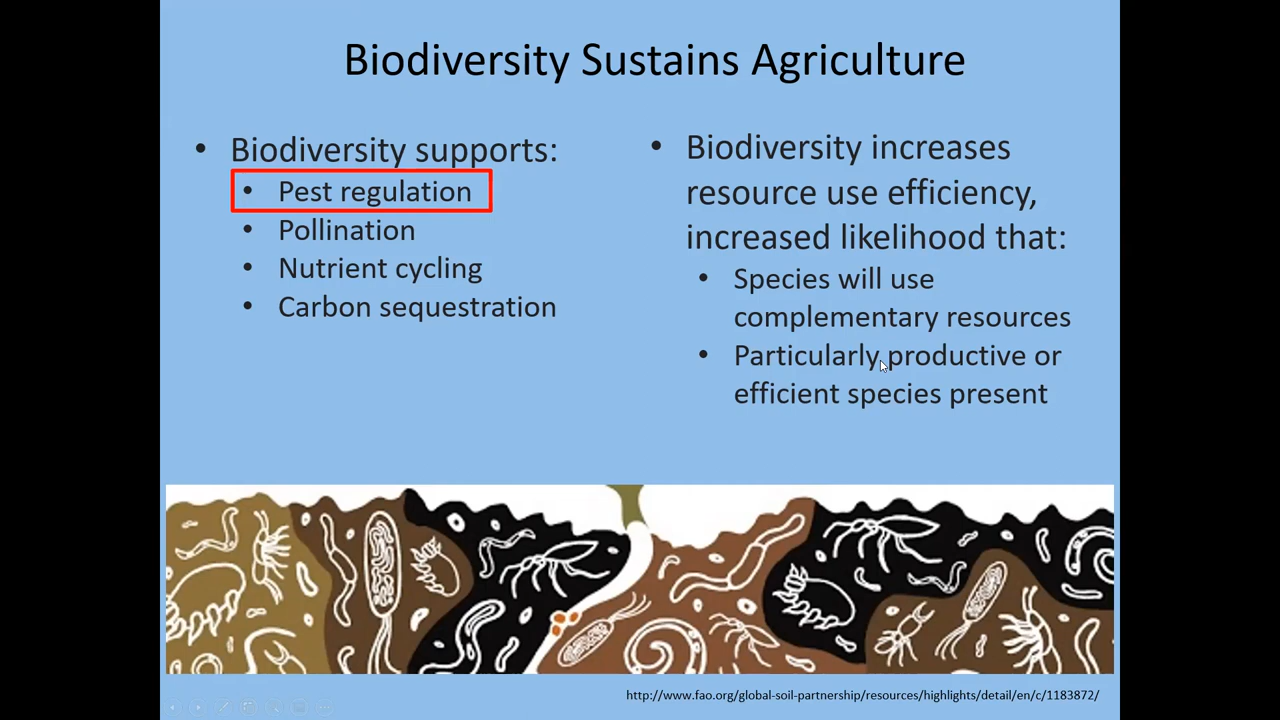 Biodiversity Sustains Agriculture
• Biodiversity supports:
• Pest regulation
• Pollination
• Nutrient cycling
• Carbon sequestration
• Biodiversity increases
resource use efficiency,
increased likelihood that:
• Species will use
complementary resources
• Particularly productive or
efficient species present
http://www.fao.org/global-soil-partnership/resources/highlights/detail/en/c/1183872/